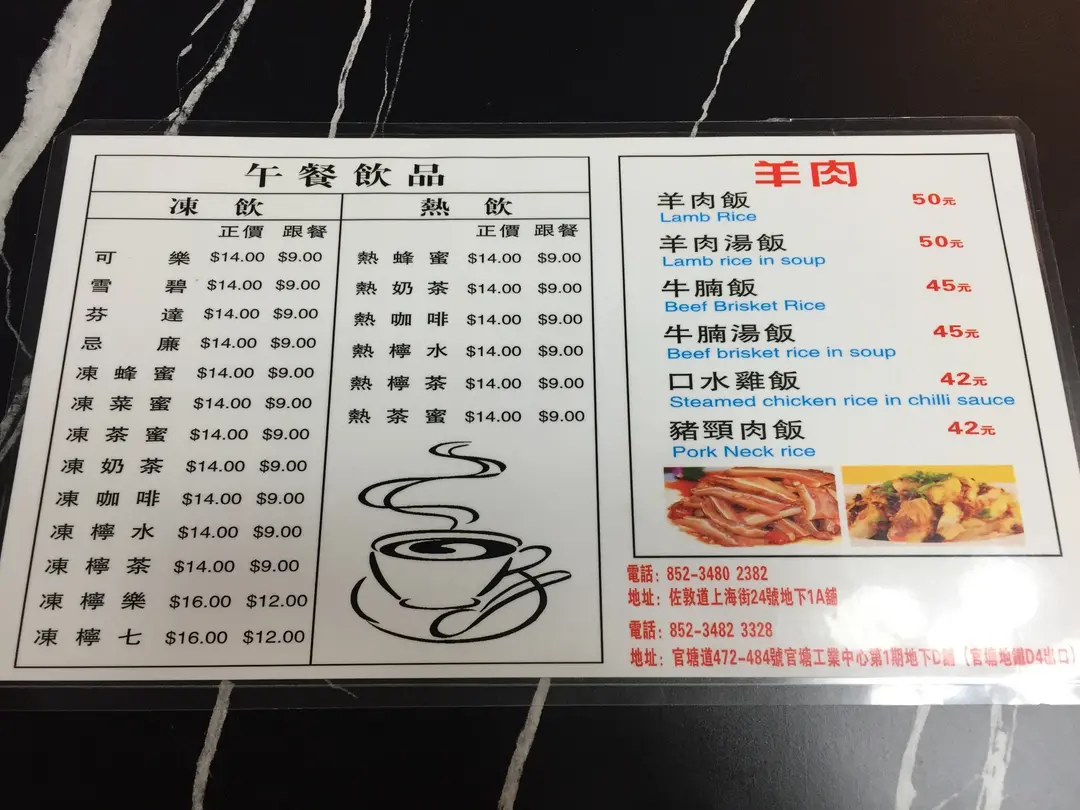 午餐飲品
凍飲
正價 跟餐
可樂 $14.00 $9.00
雪碧 $14.00 $9.00
芬達 $14.00 $9.00
忌廉 $14.00 $9.00
凍蜂蜜 $14.00 $9.00
凍菜蜜 $14.00 $9.00
凍茶蜜 $14.00 $9.00
凍奶茶 $14.00 $9.00
凍咖啡 $14.00 $9.00
凍檸水 $14.00 $9.00
凍檸茶 $14.00 $9.00
凍檸樂 $16.00 $12.00
凍檸七 $16.00 $12.00
熱飲
正價 跟餐
熱蜂蜜 $14.00 $9.00
熱奶茶 $14.00 $9.00
熱咖啡 $14.00 $9.00
熱檸水 $14.00 $9.00
熱檸茶 $14.00 $9.00
熱茶蜜 $14.00 $9.00
羊肉
羊肉飯 50元
Lamb Rice
羊肉湯飯 50元
Lamb rice in soup
牛腩飯 45元
Beef Brisket Rice
牛腩湯飯 45元
Beef brisket rice in soup
口水雞飯 42元
Steamed chicken rice in chilli sauce
豬頸肉飯 42元
Pork Neck rice
電話：852-3480 2382
地址：佐敦道上海街24號地下1A鋪
電話：852-3482 3328
地址：官塘道472-484號官塘工業中心第1期地下D鋪（官塘地鐵D4出口）